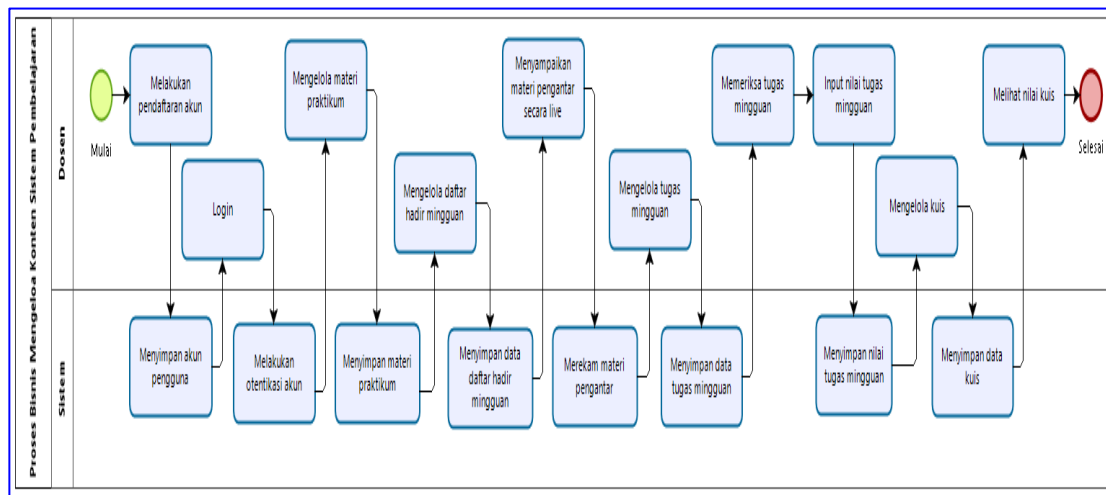 Proses Bisnis Mengeloa Konten Sistem Pembelajaran
Dosen
Mulai
Melakukan
pendaftaran akun
Login
Mengelola materi
praktikum
Mengelola daftar
hadir mingguan
Menyampaikan
materi pengantar
secara live
Mengelola tugas
mingguan
Memeriksa tugas
mingguan
Input nilai tugas
mingguan
Mengelola kuis
Melihat nilai kuis
Selesai
Sistem
Menyimpan akun
pengguna
Melakukan
otentikasi akun
Menyimpan materi
praktikum
Menyimpan data
daftar hadir
mingguan
Merekam materi
pengantar
Menyimpan data
tugas mingguan
Menyimpan nilai
tugas mingguan
Menyimpan data
kuis